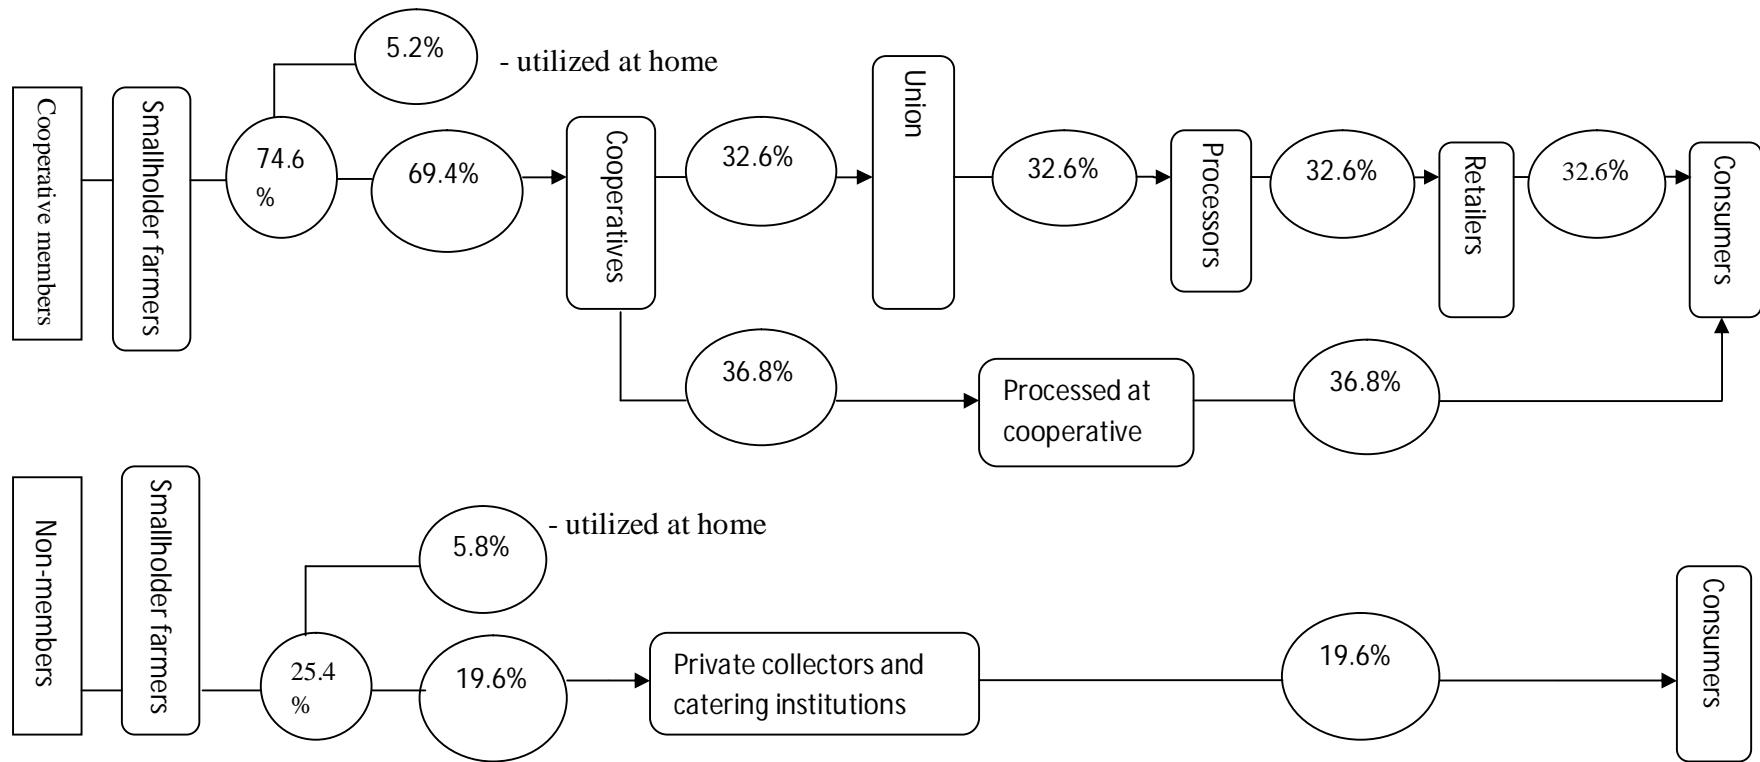 5.2%
- utilized at home
Cooperative members
Smallholder farmers
74.6
%
69.4%
Cooperatives
32.6%
Union
32.6%
Processors
32.6%
Retailers
32.6%
Consumers
36.8%
Processed at
cooperative
36.8%
Non-members
Smallholder farmers
5.8%
- utilized at home
25.4
%
19.6%
Private collectors and
catering institutions
19.6%
Consumers